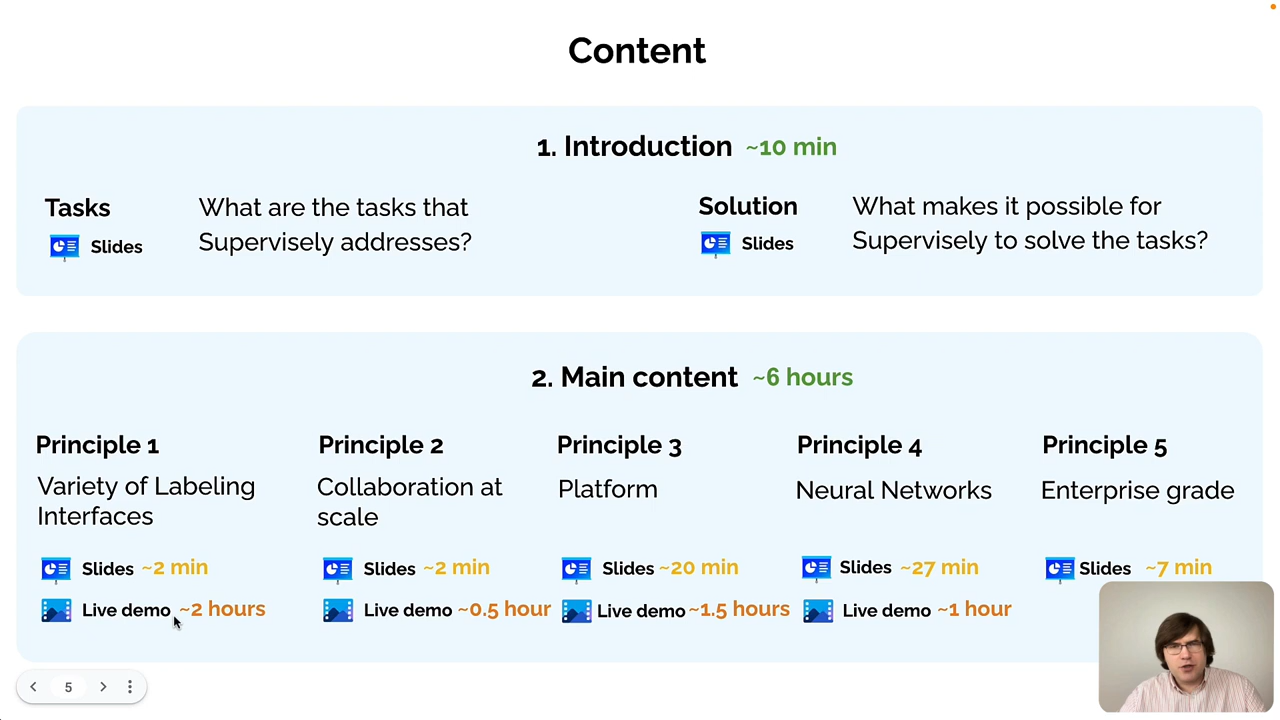 Content
1. Introduction ~10 min
Tasks
Slides
What are the tasks that
Supervisely addresses?
Solution
Slides
What makes it possible for
Supervisely to solve the tasks?
2. Main content ~6 hours
Principle 1
Variety of Labeling
Interfaces
Slides ~2 min
Live demo ~2 hours
Principle 2
Collaboration at
scale
Slides ~2 min
Live demo ~0.5 hour
Principle 3
Platform
Slides ~20 min
Live demo ~1.5 hours
Principle 4
Neural Networks
Slides ~27 min
Live demo ~1 hour
Principle 5
Enterprise grade
Slides ~7 min
5